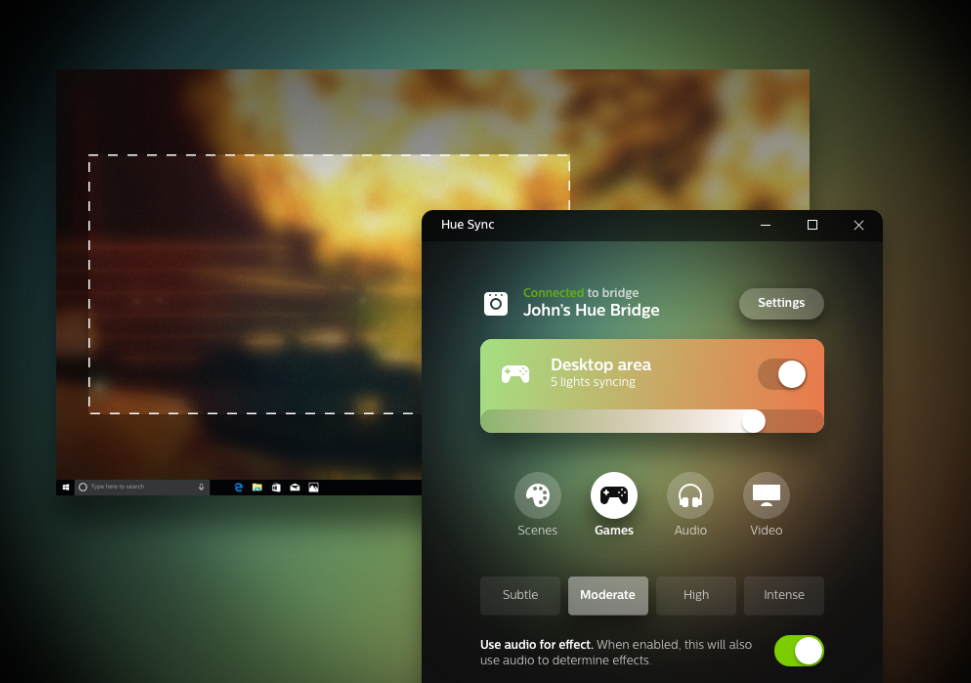 Hue Sync
Connected to bridge
John's Hue Bridge
Settings
Desktop area
5 lights syncing
Type here to search
Scenes
Games
Audio
Video
Subtle
Moderate
High
Intense
Use audio for effect. When enabled, this will also
use audio to determine effects.